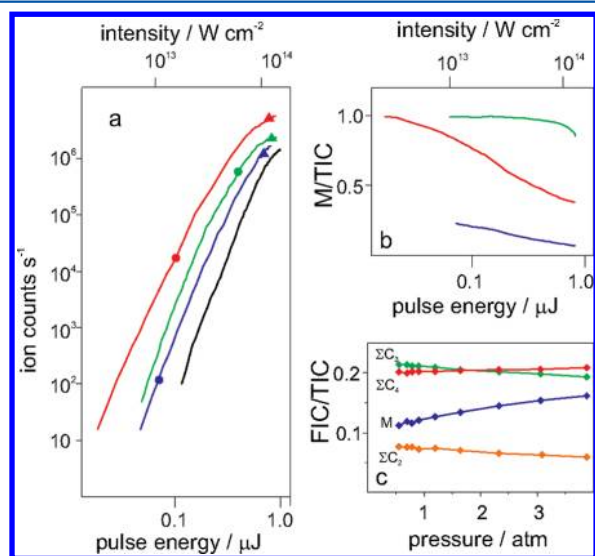 intensity / W cm⁻²
10¹³ 10¹⁴
a
10⁶
10⁵
10⁴
10³
10²
10
ion counts s⁻¹
0.1 1.0
pulse energy / μJ
intensity / W cm⁻²
10¹³ 10¹⁴
1.0
0.5
M/TIC
b
0.1 1.0
pulse energy / μJ
ΣC₃
0.2
ΣC₄
M
0.1
ΣC₂
FIC/TIC
c
1 2 3
pressure / atm